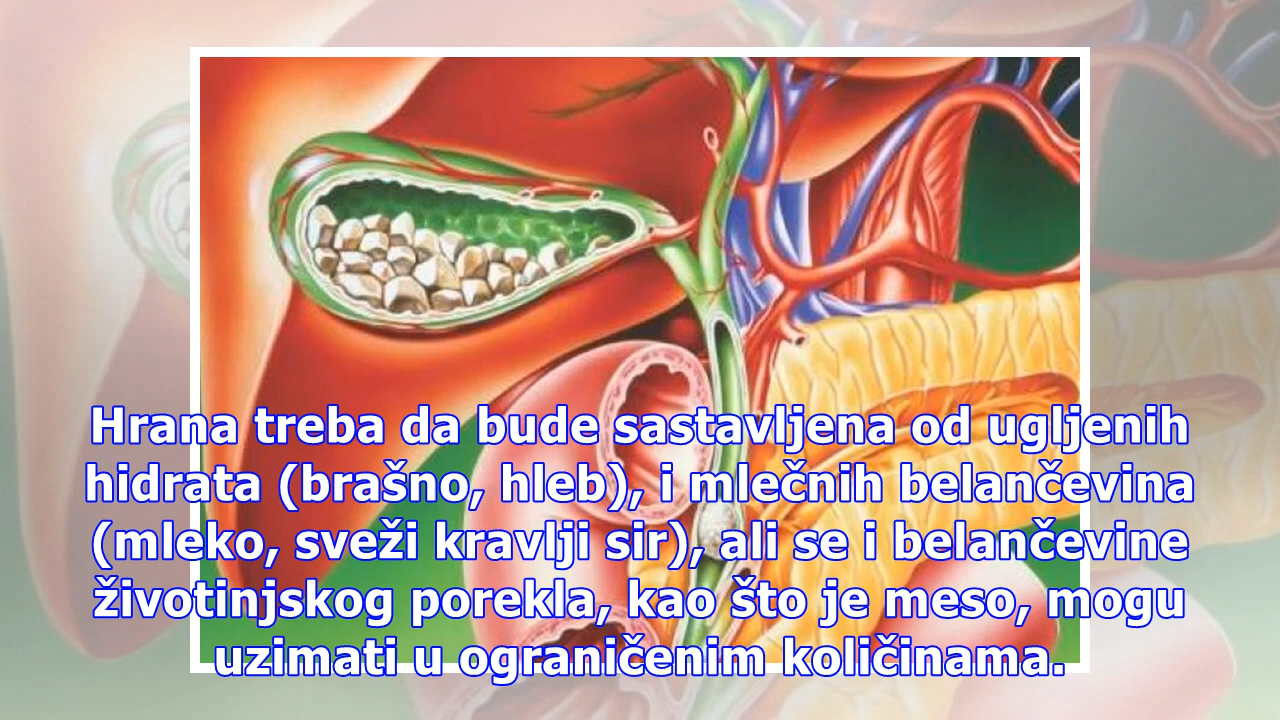 Hrana treba da bude sastavljena od ugljenih
hidrata (brašno, hleb), i mlečnih belančevina
(mleko, sveži kravlji sir), ali se i belančevine
životinjskog porekla, kao što je meso, mogu
uzimati u ograničenim količinama.